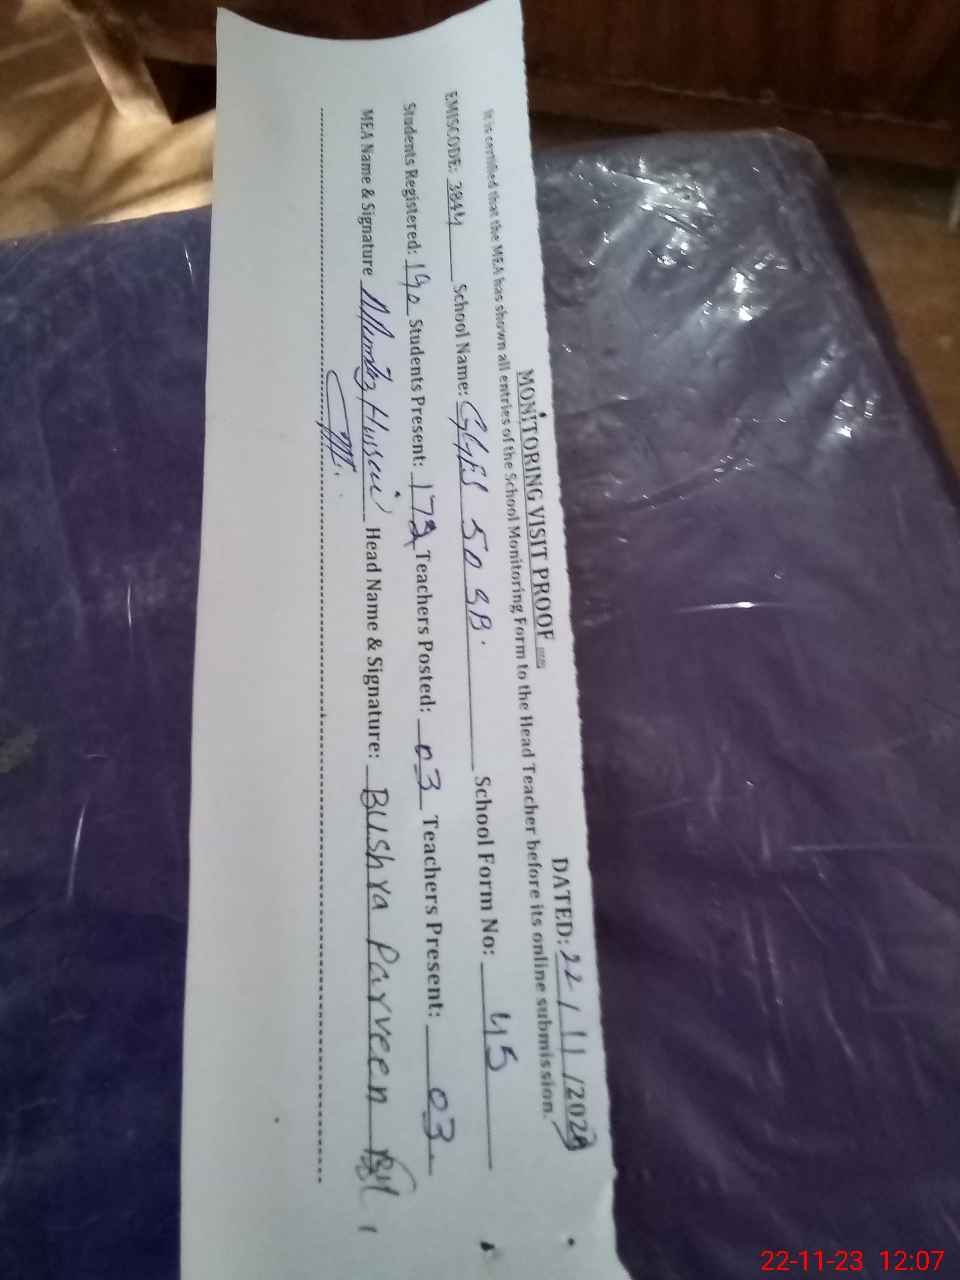 MONITORING VISIT PROOF
DATED: 22/11/2023
It is certified that the MEA has shown all entries of the School Monitoring Form to the Head Teacher before its online submission.
EMISCODE: 3844 School Name: GGES 50 SB. School Form No: 45
Students Registered: 190 Students Present: 172 Teachers Posted: 03 Teachers Present: 03
MEA Name & Signature Mumtaz Hussain Head Name & Signature: Bushra Parveen
22-11-23 12:07